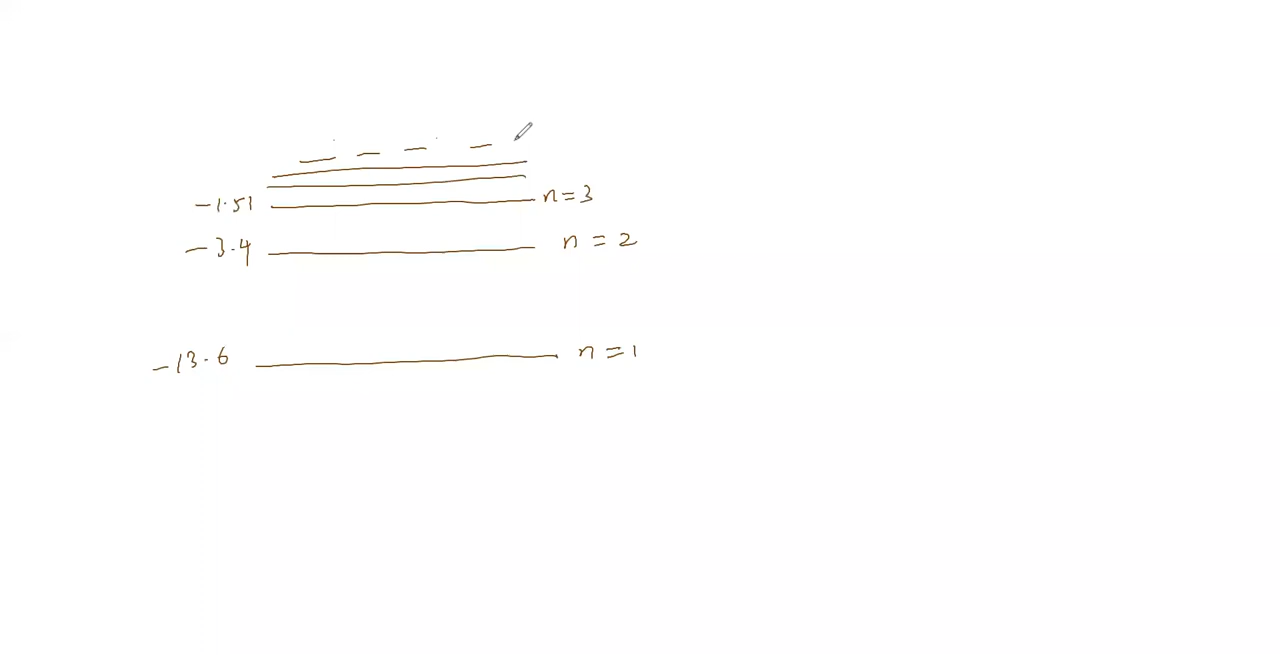 -1.51 n=3
-3.4 n = 2
-13.6 n = 1